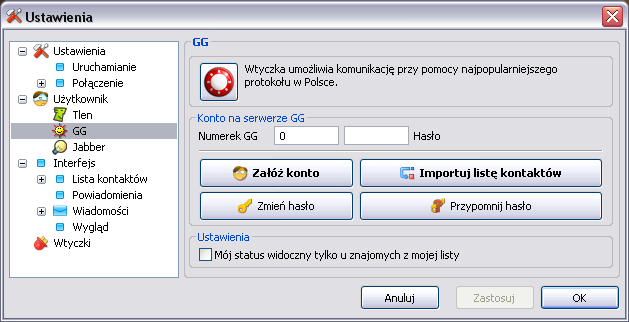 Ustawienia
Ustawienia
Uruchamianie
Połączenie
Użytkownik
Tlen
GG
Jabber
Interfejs
Lista kontaktów
Powiadomienia
Wiadomości
Wygląd
Wtyczki
GG
Wtyczka umożliwia komunikację przy pomocy najpopularniejszego
protokołu w Polsce.
Konto na serwerze GG
Numerek GG 0 Hasło
Załóż konto Importuj listę kontaktów
Zmień hasło Przypomnij hasło
Ustawienia
Mój status widoczny tylko u znajomych z mojej listy
Anuluj Zastosuj OK